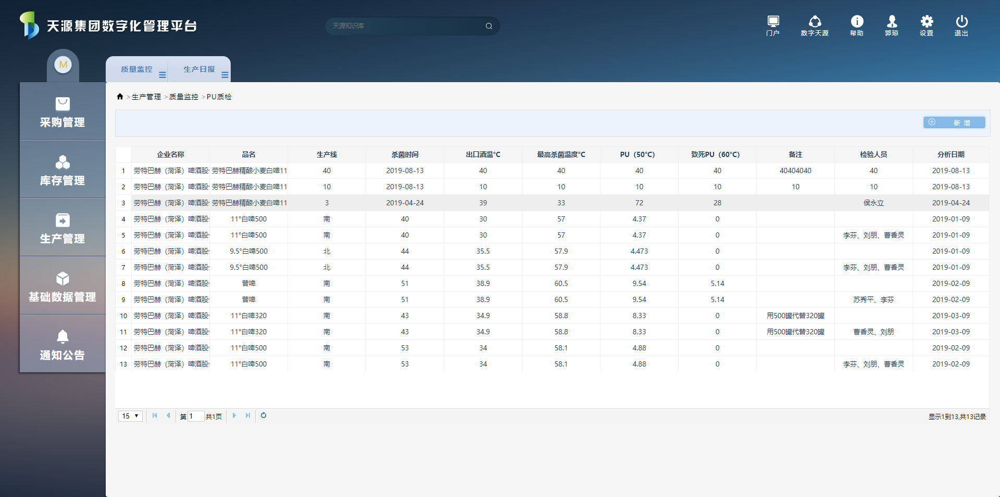 天源集团数字化管理平台
天源知识库
门户 数字天源 帮助 郭琼 设置 退出
M
质量监控 生产日报
采购管理
库存管理
生产管理
基础数据管理
通知公告
>生产管理 >质量监控 >PU质检
新 增
企业名称 品名 生产线 杀菌时间 出口酒温℃ 最高杀菌温度℃ PU（50℃） 致死PU（60℃） 备注 检验人员 分析日期
1 劳特巴赫（菏泽）啤酒股 劳特巴赫精酿小麦白啤11 40 2019-08-13 40 40 40 40 40404040 40 2019-08-13
2 劳特巴赫（菏泽）啤酒股 劳特巴赫精酿小麦白啤11 10 2019-08-13 10 10 10 10 10 10 2019-08-13
3 劳特巴赫（菏泽）啤酒股 劳特巴赫精酿小麦白啤11 3 2019-04-24 39 33 72 28 侯永立 2019-04-24
4 劳特巴赫（菏泽）啤酒股 11°白啤500 南 40 30 57 4.37 0 2019-01-09
5 劳特巴赫（菏泽）啤酒股 11°白啤500 南 40 30 57 4.37 0 李芬、刘朋、曹香灵 2019-01-09
6 劳特巴赫（菏泽）啤酒股 9.5°白啤500 北 44 35.5 57.9 4.473 0 2019-01-09
7 劳特巴赫（菏泽）啤酒股 9.5°白啤500 北 44 35.5 57.9 4.473 0 李芬、刘朋、曹香灵 2019-01-09
8 劳特巴赫（菏泽）啤酒股 普啤 南 51 38.9 60.5 9.54 5.14 2019-02-09
9 劳特巴赫（菏泽）啤酒股 普啤 南 51 38.9 60.5 9.54 5.14 苏秀平、李芬 2019-02-09
10 劳特巴赫（菏泽）啤酒股 11°白啤320 南 43 34.9 58.8 8.33 0 用500罐代替320罐 2019-03-09
11 劳特巴赫（菏泽）啤酒股 11°白啤320 南 43 34.9 58.8 8.33 0 用500罐代替320罐 曹香灵、刘朋 2019-03-09
12 劳特巴赫（菏泽）啤酒股 11°白啤500 南 53 34 58.1 4.88 0 2019-02-09
13 劳特巴赫（菏泽）啤酒股 11°白啤500 南 53 34 58.1 4.88 0 李芬、刘朋、曹香灵 2019-02-09
15 第 1 共1页 显示1到13,共13记录